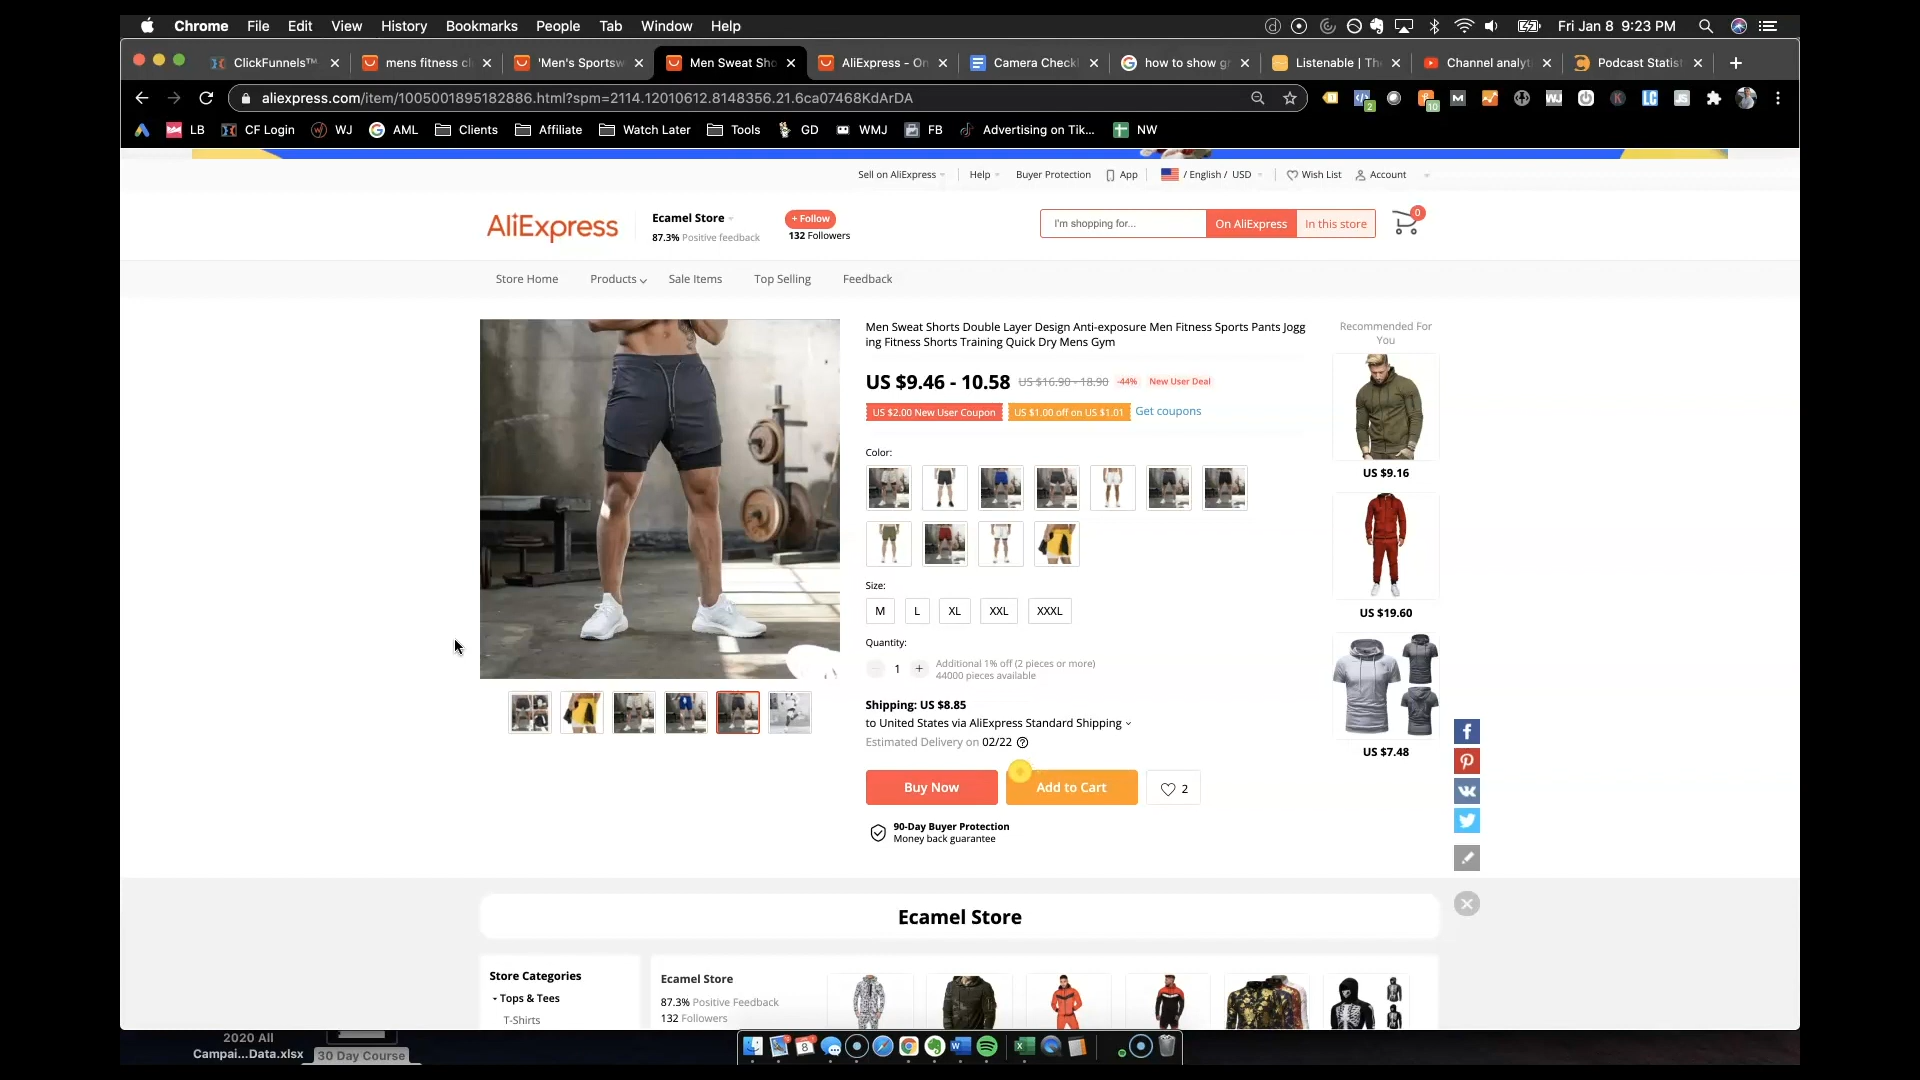 Chrome File Edit View History Bookmarks People Tab Window Help Fri Jan 8 9:23 PM
ClickFunnels™ mens fitness cl 'Men's Sportsw Men Sweat Sho AliExpress - On Camera Check how to show gr Listenable | The Channel analyt Podcast Statist
aliexpress.com/item/1005001895182886.html?spm=2114.12010612.8148356.21.6ca07468KdArDA
LB CF Login WJ AML Clients Affiliate Watch Later Tools GD WMJ FB Advertising on Tik... NW
Sell on AliExpress Help Buyer Protection App / English / USD Wish List Account
AliExpress
Ecamel Store
87.3% Positive feedback
+ Follow
132 Followers
I'm shopping for... On AliExpress In this store 0
Store Home Products Sale Items Top Selling Feedback
Men Sweat Shorts Double Layer Design Anti-exposure Men Fitness Sports Pants Jogg
ing Fitness Shorts Training Quick Dry Mens Gym
US $9.46 - 10.58 US $16.90 - 18.90 -44% New User Deal
US $2.00 New User Coupon US $1.00 off on US $1.01 Get coupons
Color:
Size:
M L XL XXL XXXL
Quantity:
1 Additional 1% off (2 pieces or more)
44000 pieces available
Shipping: US $8.85
to United States via AliExpress Standard Shipping
Estimated Delivery on 02/22
Buy Now Add to Cart 2
90-Day Buyer Protection
Money back guarantee
Recommended For
You
US $9.16
US $19.60
US $7.48
Ecamel Store
Store Categories
Tops & Tees
T-Shirts
Ecamel Store
87.3% Positive Feedback
132 Followers
2020 All
Campai...Data.xlsx
30 Day Course